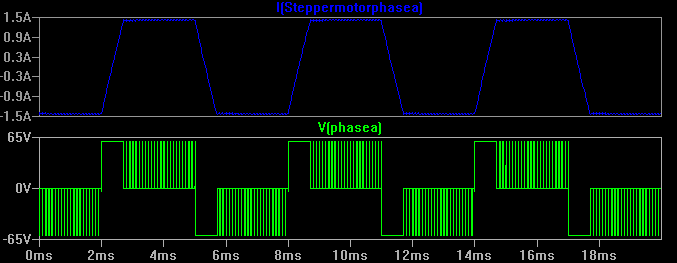 I(Steppermotorphasea)
1.5A
0.9A
0.3A
-0.3A
-0.9A
-1.5A
V(phasea)
65V
0V
-65V
0ms 2ms 4ms 6ms 8ms 10ms 12ms 14ms 16ms 18ms